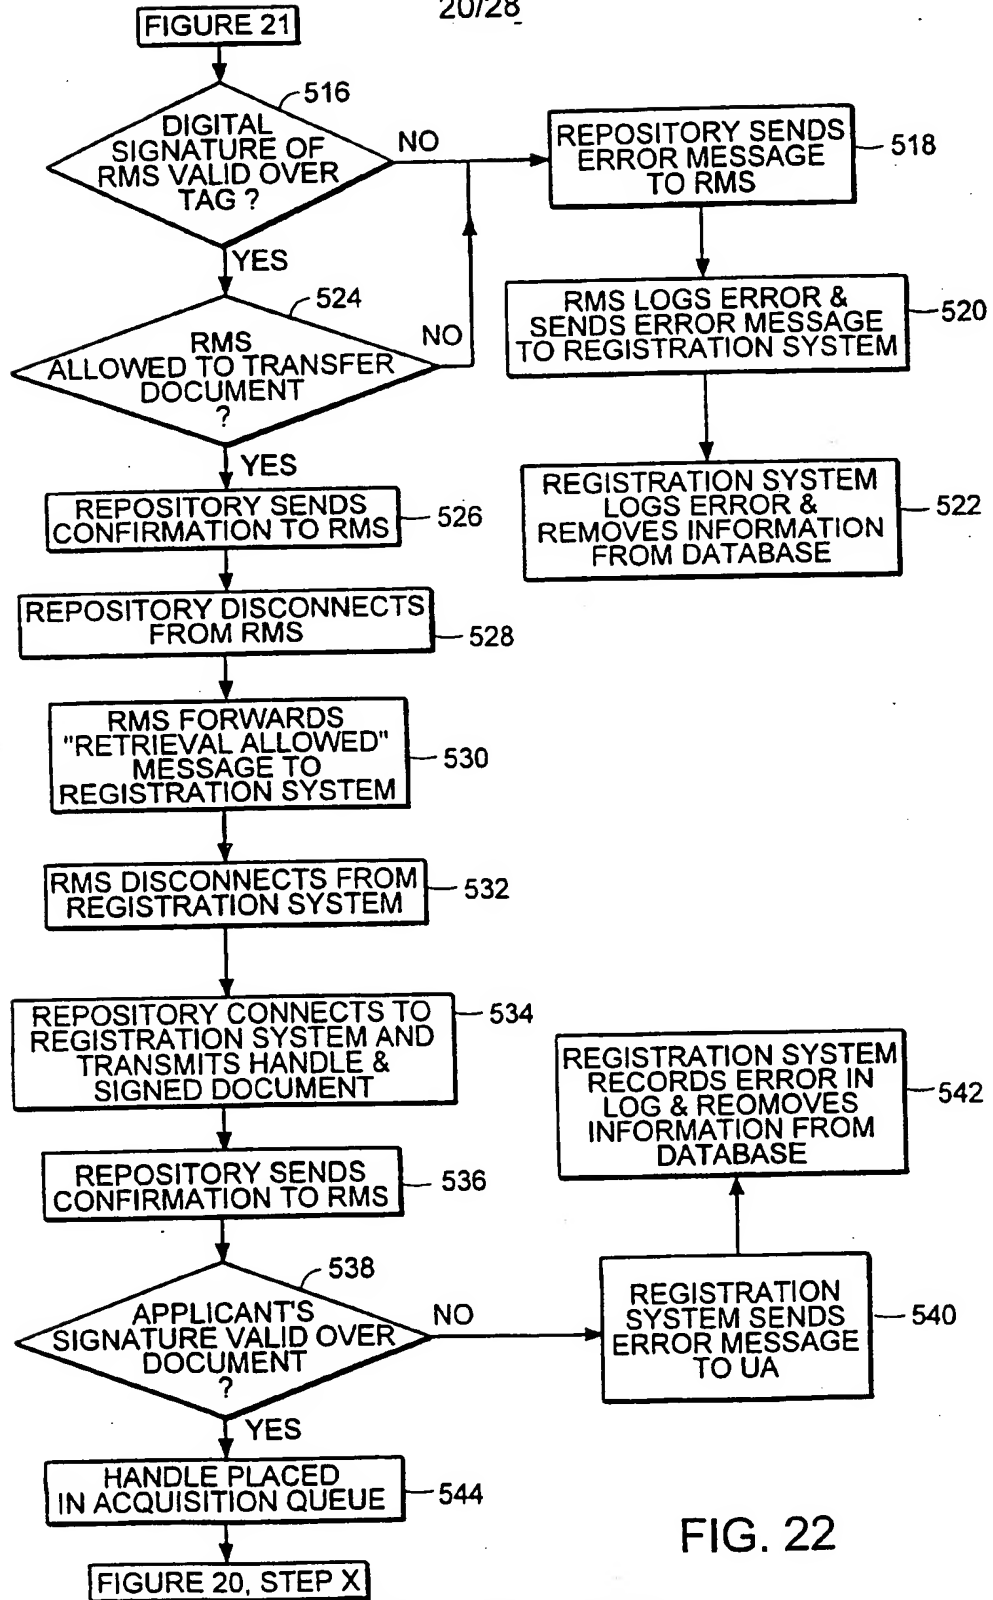 20/28
FIGURE 21
516
DIGITAL
SIGNATURE OF
RMS VALID OVER
TAG ?
NO
YES
REPOSITORY SENDS
ERROR MESSAGE
TO RMS
518
524
RMS
ALLOWED TO TRANSFER
DOCUMENT
?
NO
YES
RMS LOGS ERROR &
SENDS ERROR MESSAGE
TO REGISTRATION SYSTEM
520
REGISTRATION SYSTEM
LOGS ERROR &
REMOVES INFORMATION
FROM DATABASE
522
REPOSITORY SENDS
CONFIRMATION TO RMS
526
REPOSITORY DISCONNECTS
FROM RMS
528
RMS FORWARDS
"RETRIEVAL ALLOWED"
MESSAGE TO
REGISTRATION SYSTEM
530
RMS DISCONNECTS FROM
REGISTRATION SYSTEM
532
REPOSITORY CONNECTS TO
REGISTRATION SYSTEM AND
TRANSMITS HANDLE &
SIGNED DOCUMENT
534
REPOSITORY SENDS
CONFIRMATION TO RMS
536
538
APPLICANT'S
SIGNATURE VALID OVER
DOCUMENT
?
NO
YES
REGISTRATION SYSTEM
RECORDS ERROR IN
LOG & REOMOVES
INFORMATION FROM
DATABASE
542
REGISTRATION
SYSTEM SENDS
ERROR MESSAGE
TO UA
540
HANDLE PLACED
IN ACQUISITION QUEUE
544
FIGURE 20, STEP X
FIG. 22